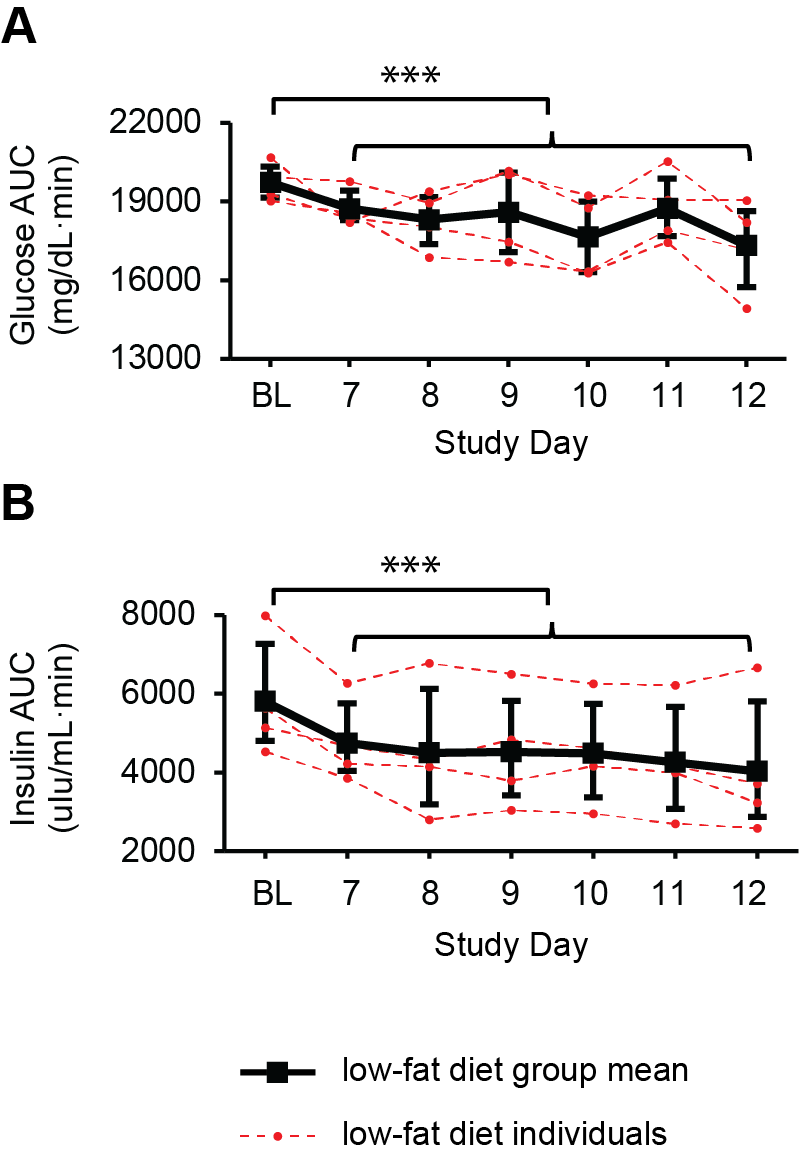 A
***
Glucose AUC
(mg/dL·min)
22000
19000
16000
13000
BL 7 8 9 10 11 12
Study Day
B
***
Insulin AUC
(uIu/mL·min)
8000
6000
4000
2000
BL 7 8 9 10 11 12
Study Day
low-fat diet group mean
low-fat diet individuals